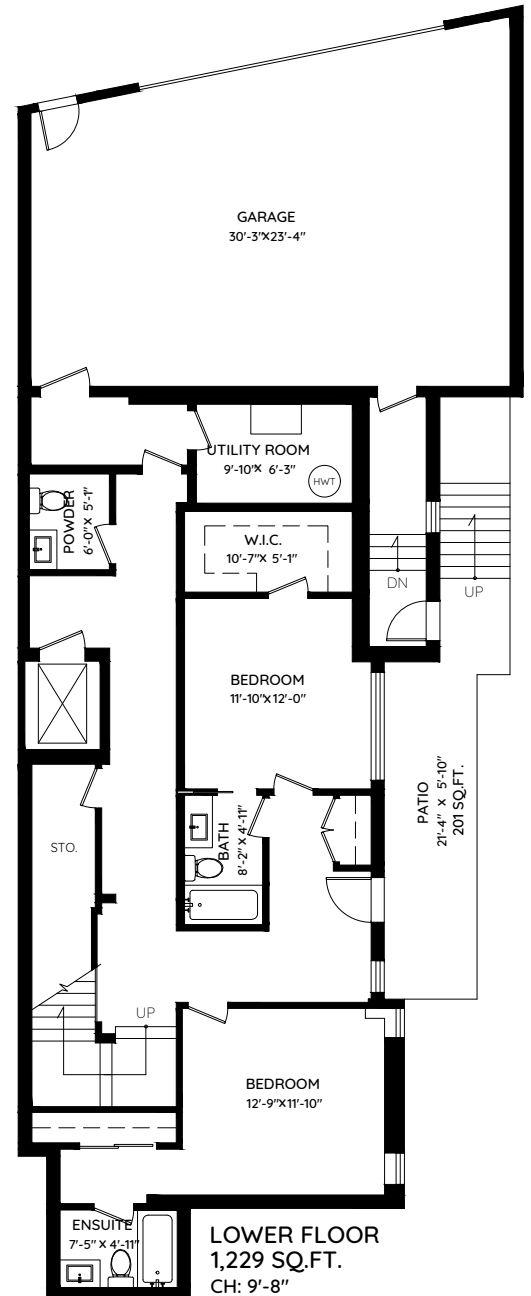 GARAGE
30'-3"X23'-4"
UTILITY ROOM
9'-10"X 6'-3"
HWT
POWDER
6'-0" X 5'-1"
W.I.C.
10'-7"X 5'-1"
DN
UP
BEDROOM
11'-10"X12'-0"
PATIO
21'-4" X 5'-10"
201 SQ.FT.
BATH
8'-2" X 4'-11"
STO.
UP
BEDROOM
12'-9"X11'-10"
ENSUITE
7'-5" X 4'-11"
LOWER FLOOR
1,229 SQ.FT.
CH: 9'-8"